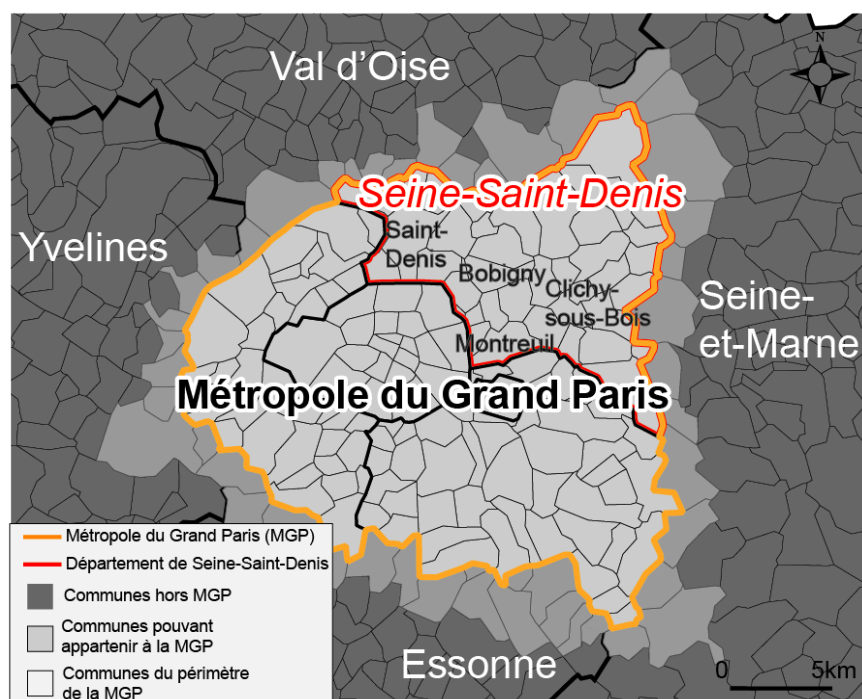 Val d'Oise
N
Seine-Saint-Denis
Yvelines
Saint-
Denis
Bobigny
Clichy-
sous-Bois
Seine-
et-Marne
Montreuil
Métropole du Grand Paris
Métropole du Grand Paris (MGP)
Département de Seine-Saint-Denis
Communes hors MGP
Communes pouvant
appartenir à la MGP
Communes du périmètre
de la MGP
Essonne
0 5km